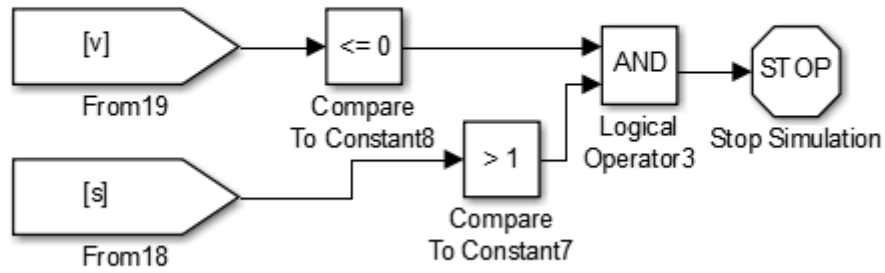 [v]
From19
<= 0
Compare
To Constant8
AND
Logical
Operator3
STOP
Stop Simulation
[s]
From18
> 1
Compare
To Constant7